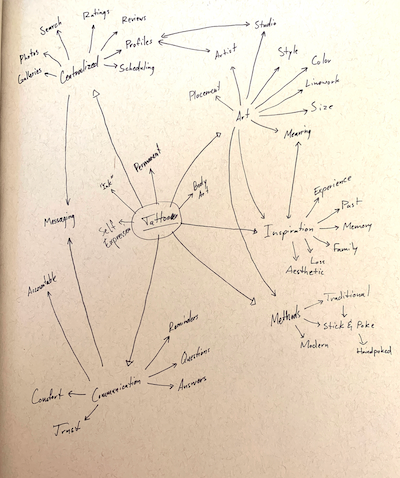 Search
Ratings
Reviews
Photos
Galleries
Centralized
Profiles
Scheduling
Studio
Artist
Style
Color
Placement
Linework
Art
Size
Meaning
Permanent
"Ink"
Body
Art
Self
Expression
Tattoos
Messaging
Experience
Past
Inspiration
Memory
Family
Loss
Aesthetic
Methods
Traditional
Stick & Poke
Handpoked
Modern
Reminders
Questions
Answers
Communication
Comfort
Trust